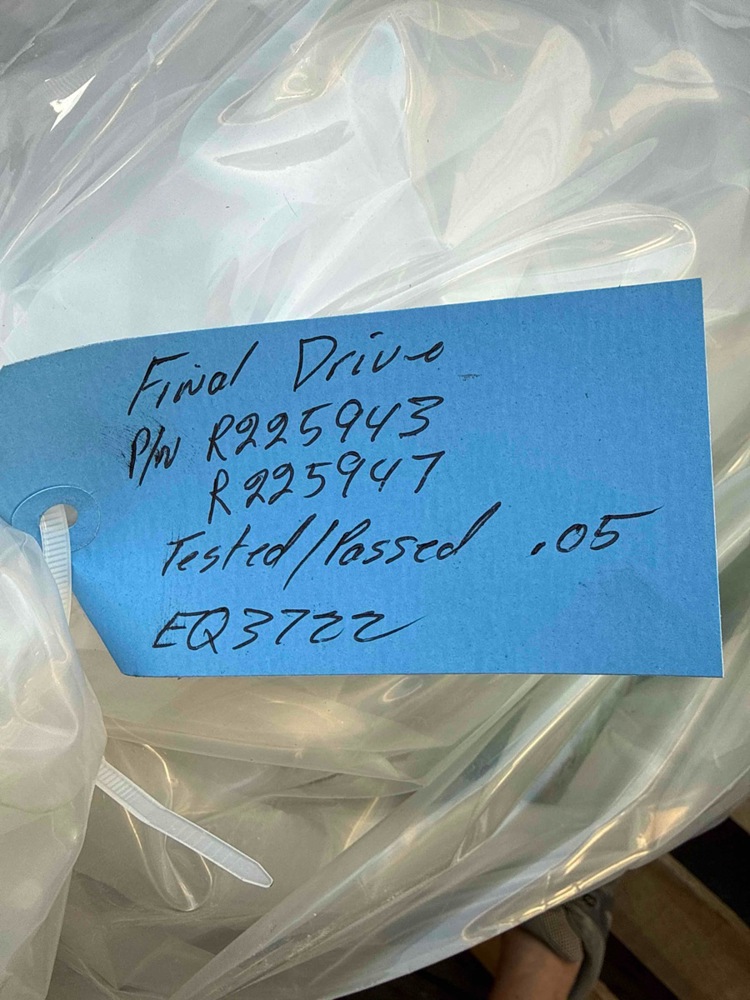 Final Drive
P/N R225943
R225947
Tested/Passed .05
EQ3722